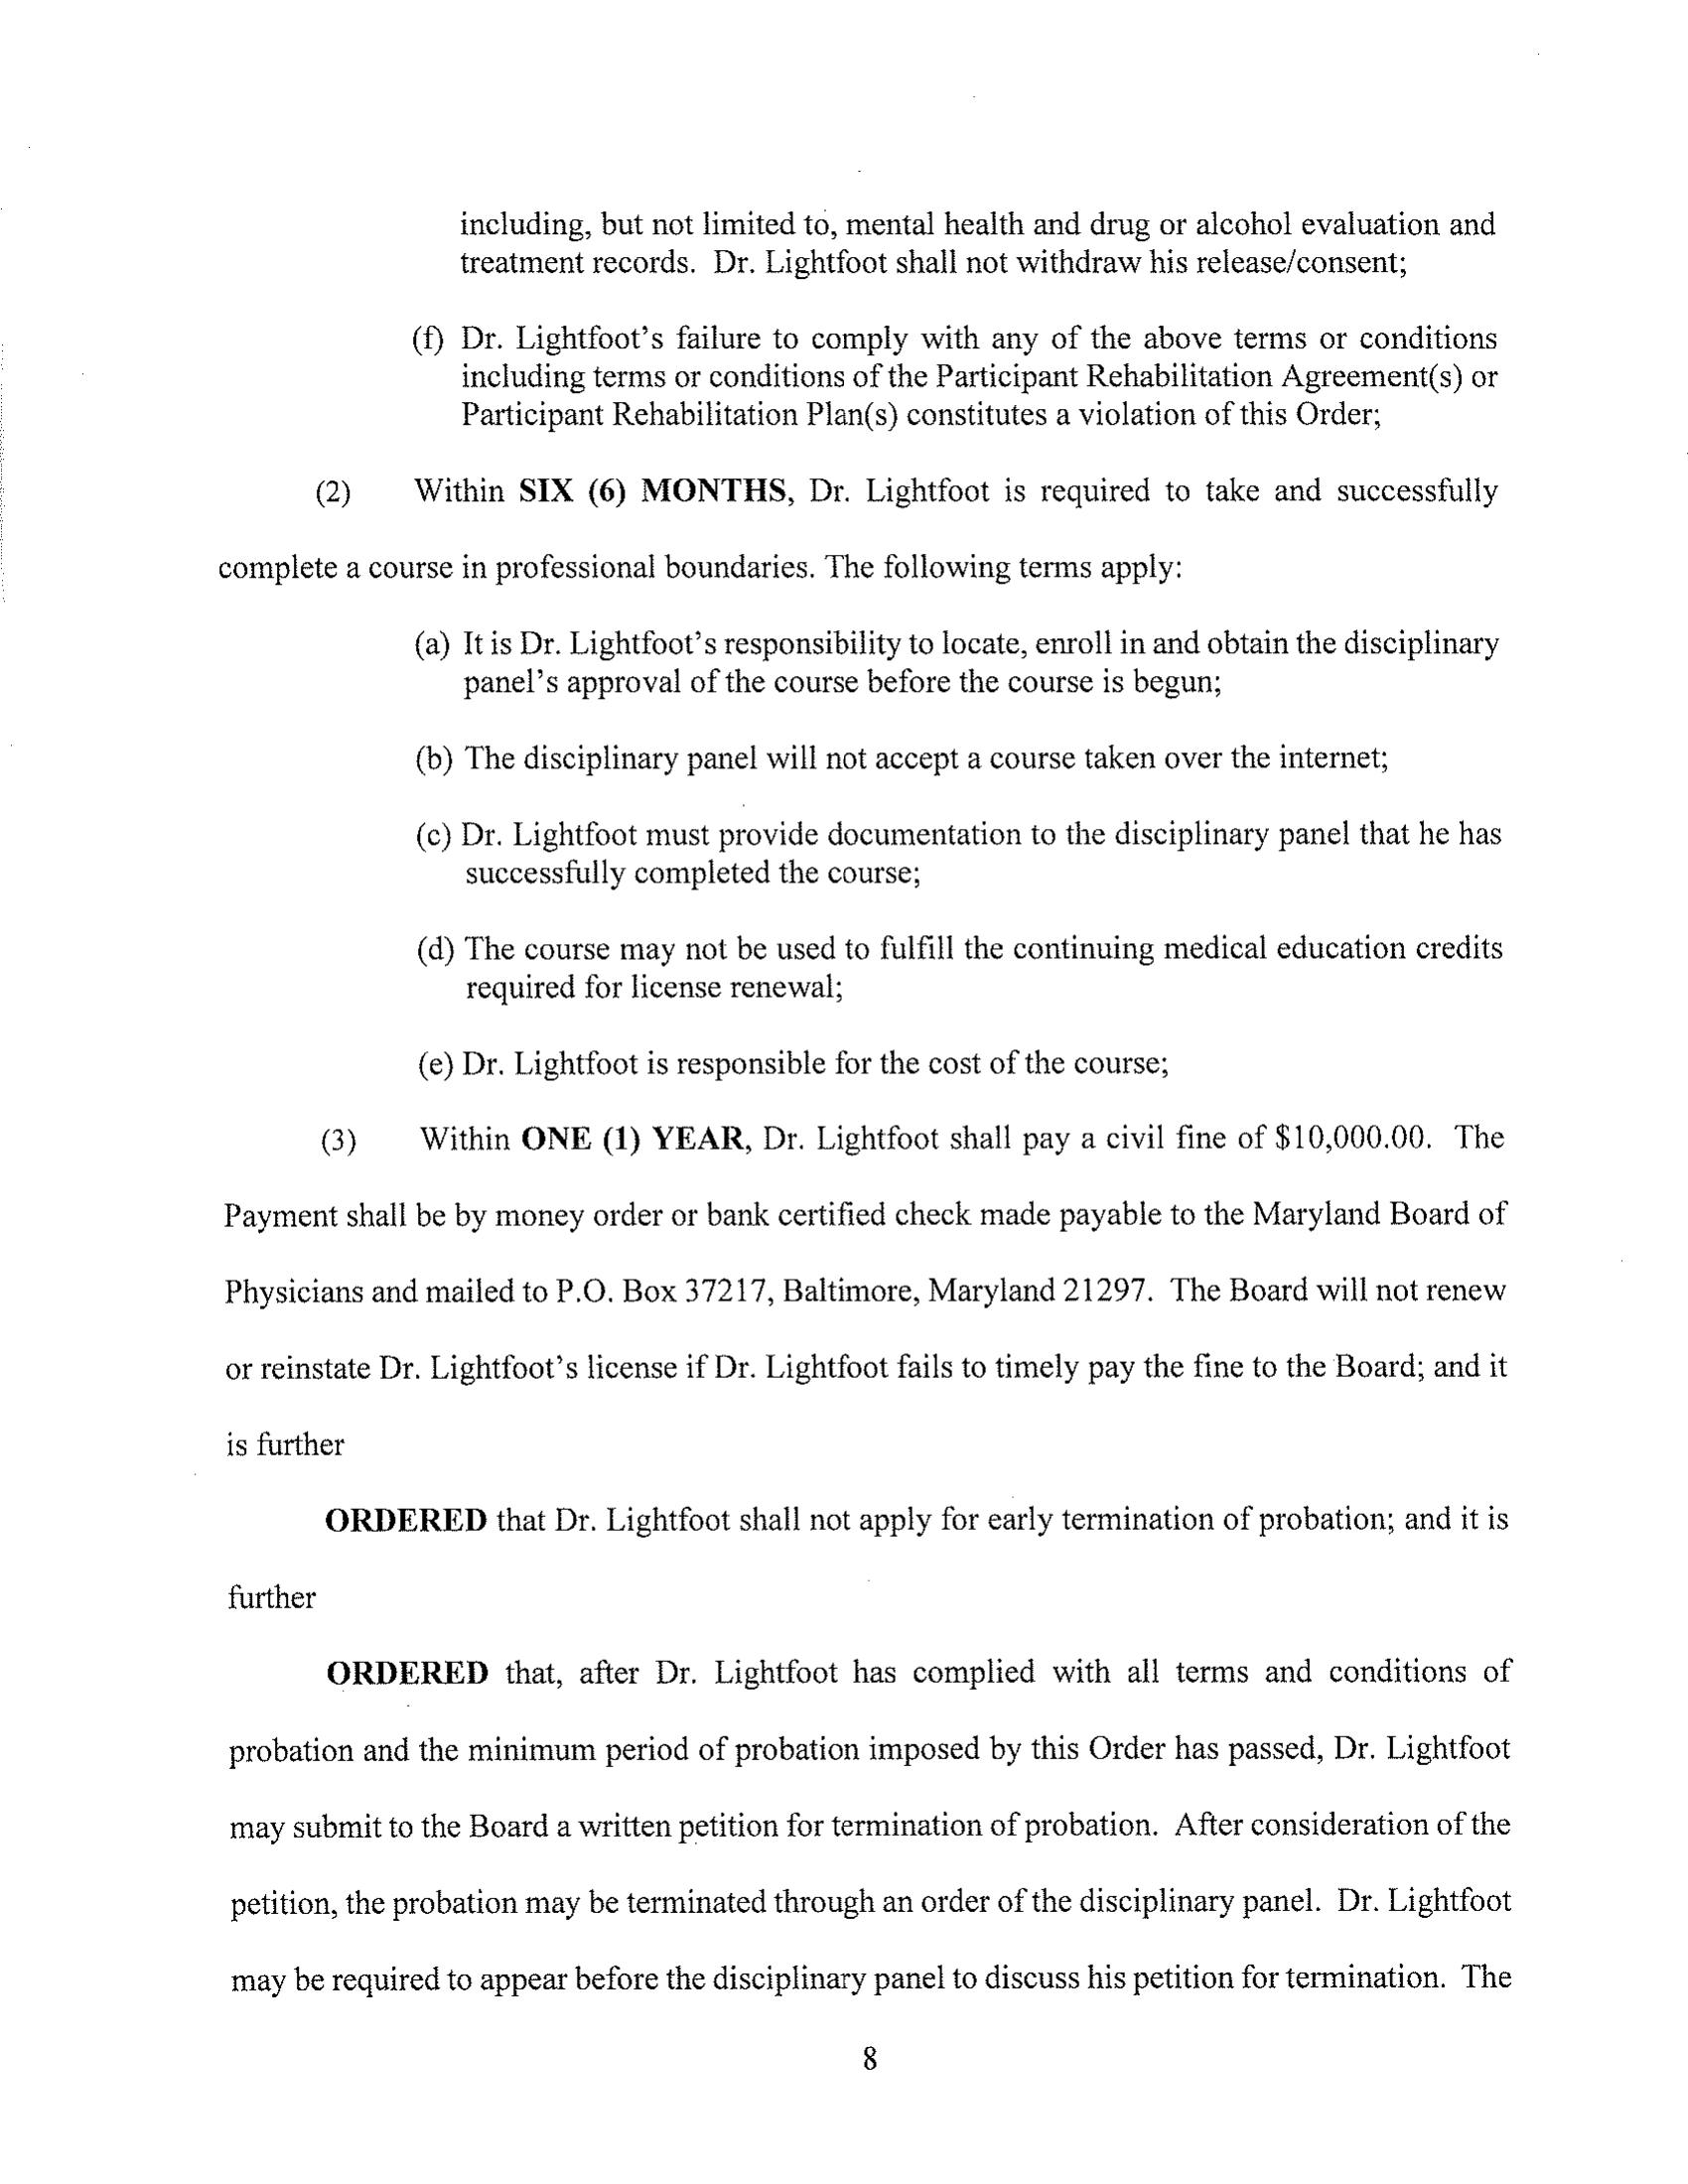 including, but not limited to, mental health and drug or alcohol evaluation and
treatment records. Dr. Lightfoot shall not withdraw his release/consent;
(f) Dr. Lightfoot's failure to comply with any of the above terms or conditions
including terms or conditions of the Participant Rehabilitation Agreement(s) or
Participant Rehabilitation Plan(s) constitutes a violation of this Order;
(2) Within SIX (6) MONTHS, Dr. Lightfoot is required to take and successfully
complete a course in professional boundaries. The following terms apply:
(a) It is Dr. Lightfoot's responsibility to locate, enroll in and obtain the disciplinary
panel's approval of the course before the course is begun;
(b) The disciplinary panel will not accept a course taken over the internet;
(c) Dr. Lightfoot must provide documentation to the disciplinary panel that he has
successfully completed the course;
(d) The course may not be used to fulfill the continuing medical education credits
required for license renewal;
(e) Dr. Lightfoot is responsible for the cost of the course;
(3) Within ONE (1) YEAR, Dr. Lightfoot shall pay a civil fine of $10,000.00. The
Payment shall be by money order or bank certified check made payable to the Maryland Board of
Physicians and mailed to P.O. Box 37217, Baltimore, Maryland 21297. The Board will not renew
or reinstate Dr. Lightfoot's license if Dr. Lightfoot fails to timely pay the fine to the Board; and it
is further
ORDERED that Dr. Lightfoot shall not apply for early termination of probation; and it is
further
ORDERED that, after Dr. Lightfoot has complied with all terms and conditions of
probation and the minimum period of probation imposed by this Order has passed, Dr. Lightfoot
may submit to the Board a written petition for termination of probation. After consideration of the
petition, the probation may be terminated through an order of the disciplinary panel. Dr. Lightfoot
may be required to appear before the disciplinary panel to discuss his petition for termination. The
8